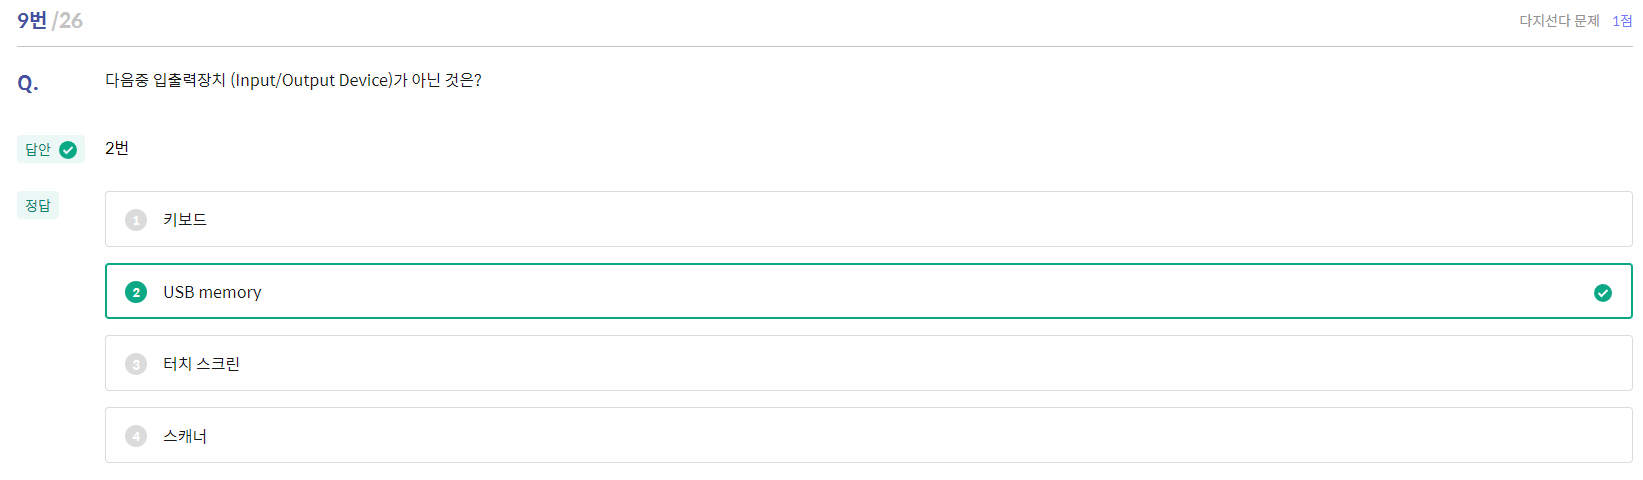 9번 /26
다지선다 문제 1점
Q. 다음중 입출력장치 (Input/Output Device)가 아닌 것은?
답안 2번
정답
1 키보드
2 USB memory
3 터치 스크린
4 스캐너